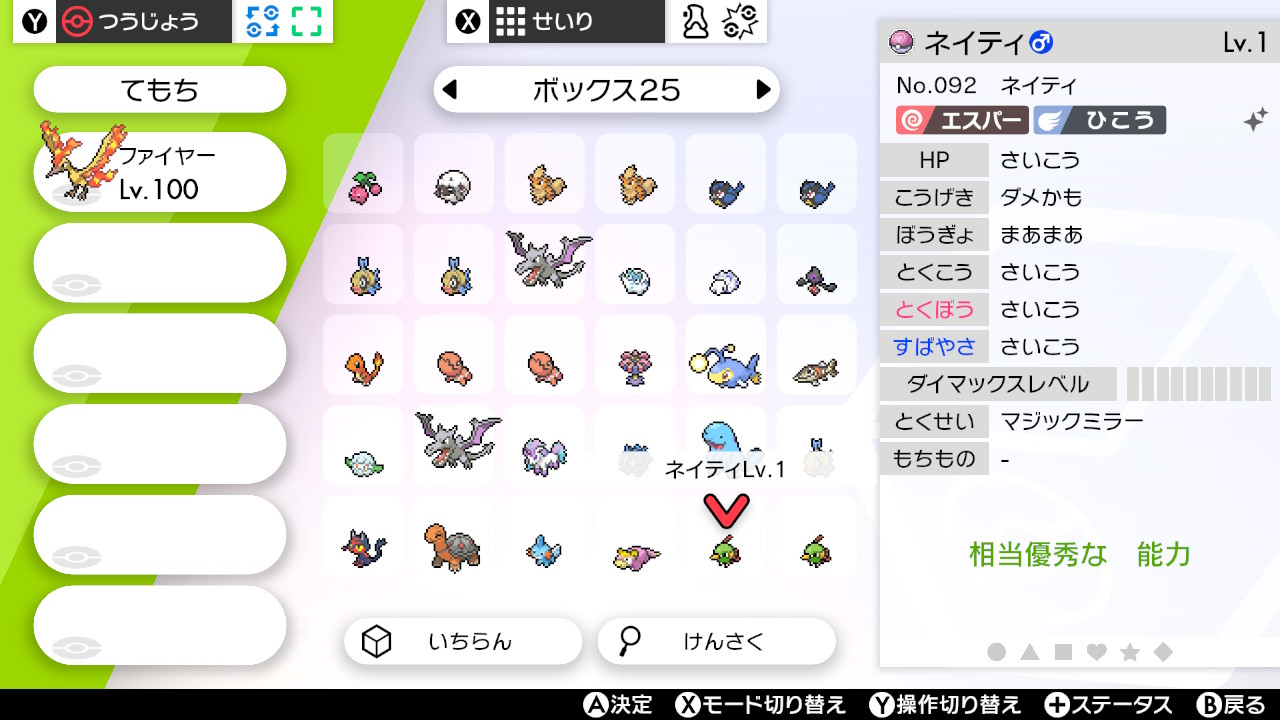 Y つうじょう
X せいり
てもち
ファイヤー
Lv.100
ボックス25
ネイティLv.1
いちらん
けんさく
ネイティ♂ Lv.1
No.092 ネイティ
エスパー ひこう
HP さいこう
こうげき ダメかも
ぼうぎょ まあまあ
とくこう さいこう
とくぼう さいこう
すばやさ さいこう
ダイマックスレベル
とくせい マジックミラー
もちもの -
相当優秀な 能力
A決定 Xモード切り替え Y操作切り替え +ステータス B戻る